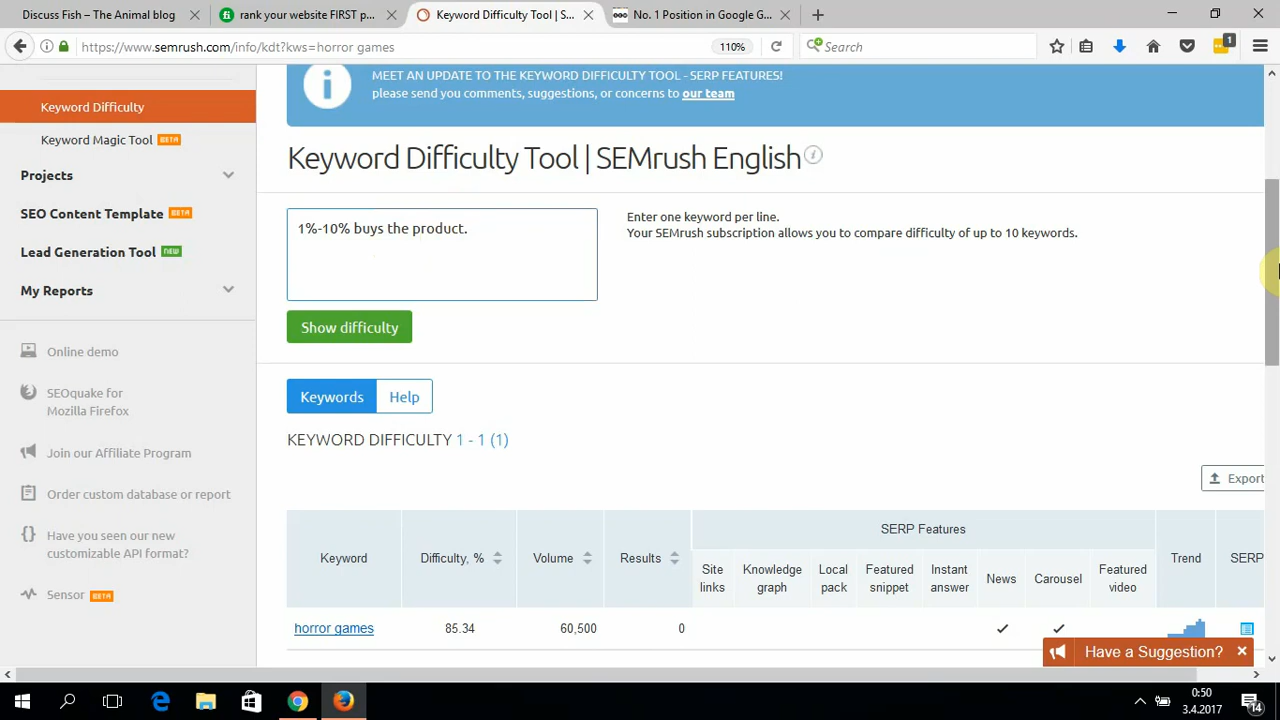 Discuss Fish – The Animal blog
rank your website FIRST p...
Keyword Difficulty Tool | S...
No. 1 Position in Google G...
https://www.semrush.com/info/kdt?kws=horror games
110%
Search
1
Keyword Difficulty
Keyword Magic Tool BETA
Projects
SEO Content Template BETA
Lead Generation Tool NEW
My Reports
Online demo
SEOquake for
Mozilla Firefox
Join our Affiliate Program
Order custom database or report
Have you seen our new
customizable API format?
Sensor BETA
MEET AN UPDATE TO THE KEYWORD DIFFICULTY TOOL - SERP FEATURES!
please send you comments, suggestions, or concerns to our team
Keyword Difficulty Tool | SEMrush English
1%-10% buys the product.
Enter one keyword per line.
Your SEMrush subscription allows you to compare difficulty of up to 10 keywords.
Show difficulty
Keywords Help
KEYWORD DIFFICULTY 1 - 1 (1)
Export
SERP Features
Keyword Difficulty, % Volume Results
Site links
Knowledge graph
Local pack
Featured snippet
Instant answer
News
Carousel
Featured video
Trend
SERP
horror games 85.34 60,500 0
Have a Suggestion?
0:50
3.4.2017
14